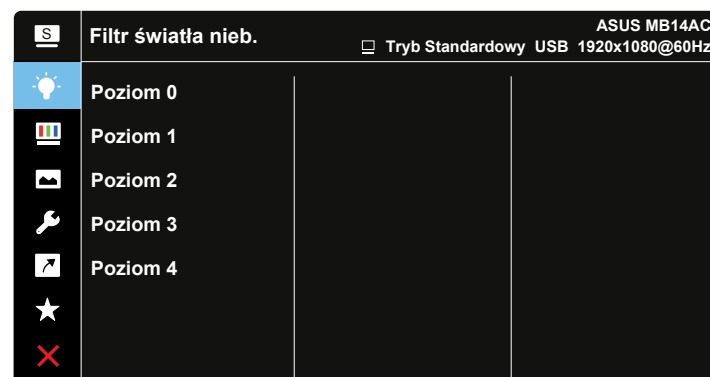 S
Filtr światła nieb.
ASUS MB14AC
Tryb Standardowy USB 1920x1080@60Hz
Poziom 0
Poziom 1
Poziom 2
Poziom 3
Poziom 4